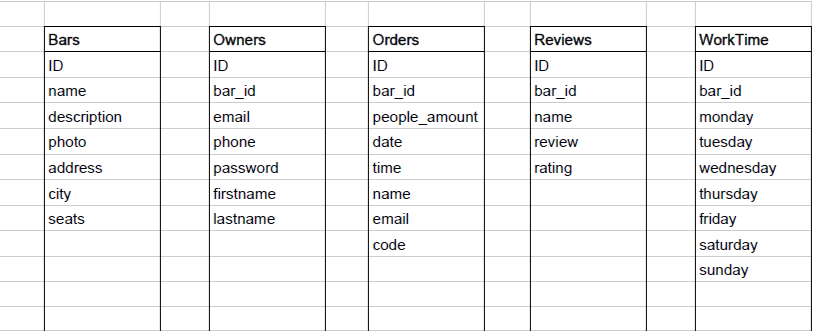 Bars Owners Orders Reviews WorkTime
ID ID ID ID ID
name bar_id bar_id bar_id bar_id
description email people_amount name monday
photo phone date review tuesday
address password time rating wednesday
city firstname name thursday
seats lastname email friday
code saturday
sunday